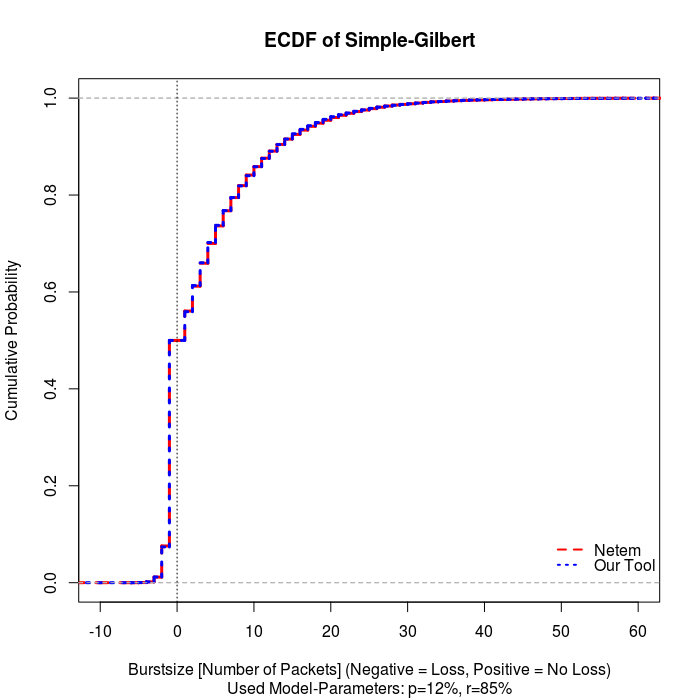 ECDF of Simple-Gilbert
Cumulative Probability
1.0
0.8
0.6
0.4
0.2
0.0
Netem
Our Tool
-10 0 10 20 30 40 50 60
Burstsize [Number of Packets] (Negative = Loss, Positive = No Loss)
Used Model-Parameters: p=12%, r=85%